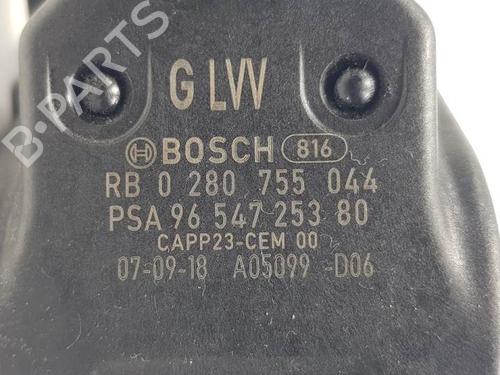 G LVV
BOSCH 816
RB 0 280 755 044
PSA 96 547 253 80
CAPP23-CEM 00
07-09-18 A05099 -D06
B-PARTS